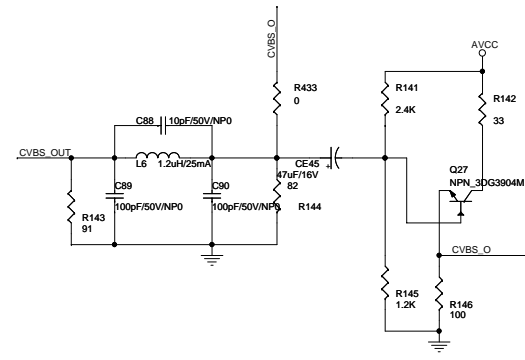 CVBS_O
AVCC
R433
0
R141
2.4K
R142
33
C88
10pF/50V/NP0
CVBS_OUT
L6
1.2uH/25mA
CE45
47uF/16V
82
R144
Q27
NPN_3DG3904M
C89
100pF/50V/NP0
C90
100pF/50V/NP0
R143
91
CVBS_O
R145
1.2K
R146
100